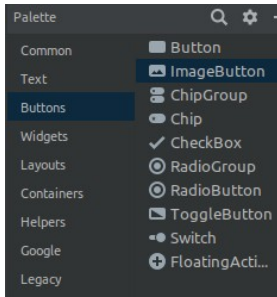 Palette
Common
Text
Buttons
Widgets
Layouts
Containers
Helpers
Google
Legacy
Button
ImageButton
ChipGroup
Chip
CheckBox
RadioGroup
RadioButton
ToggleButton
Switch
FloatingActi...